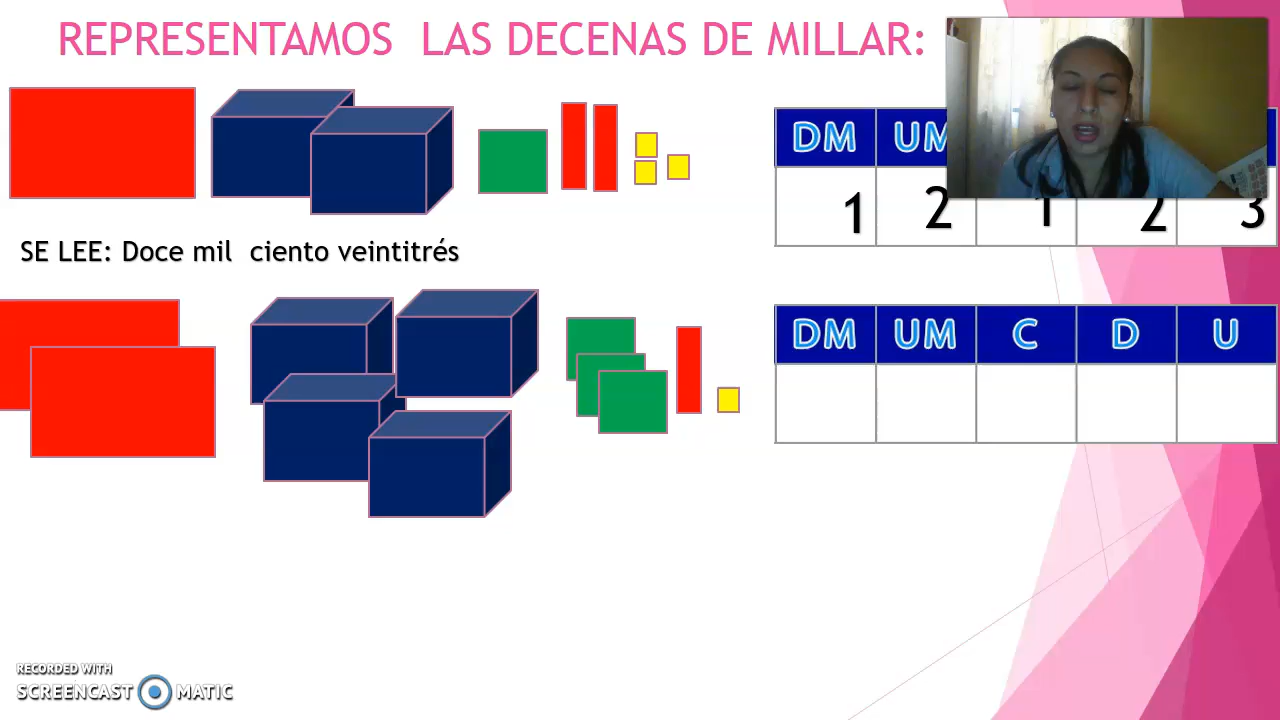 REPRESENTAMOS LAS DECENAS DE MILLAR:
DM UM
1 2 1 2 3
SE LEE: Doce mil ciento veintitrés
DM UM C D U
RECORDED WITH
SCREENCAST MATIC